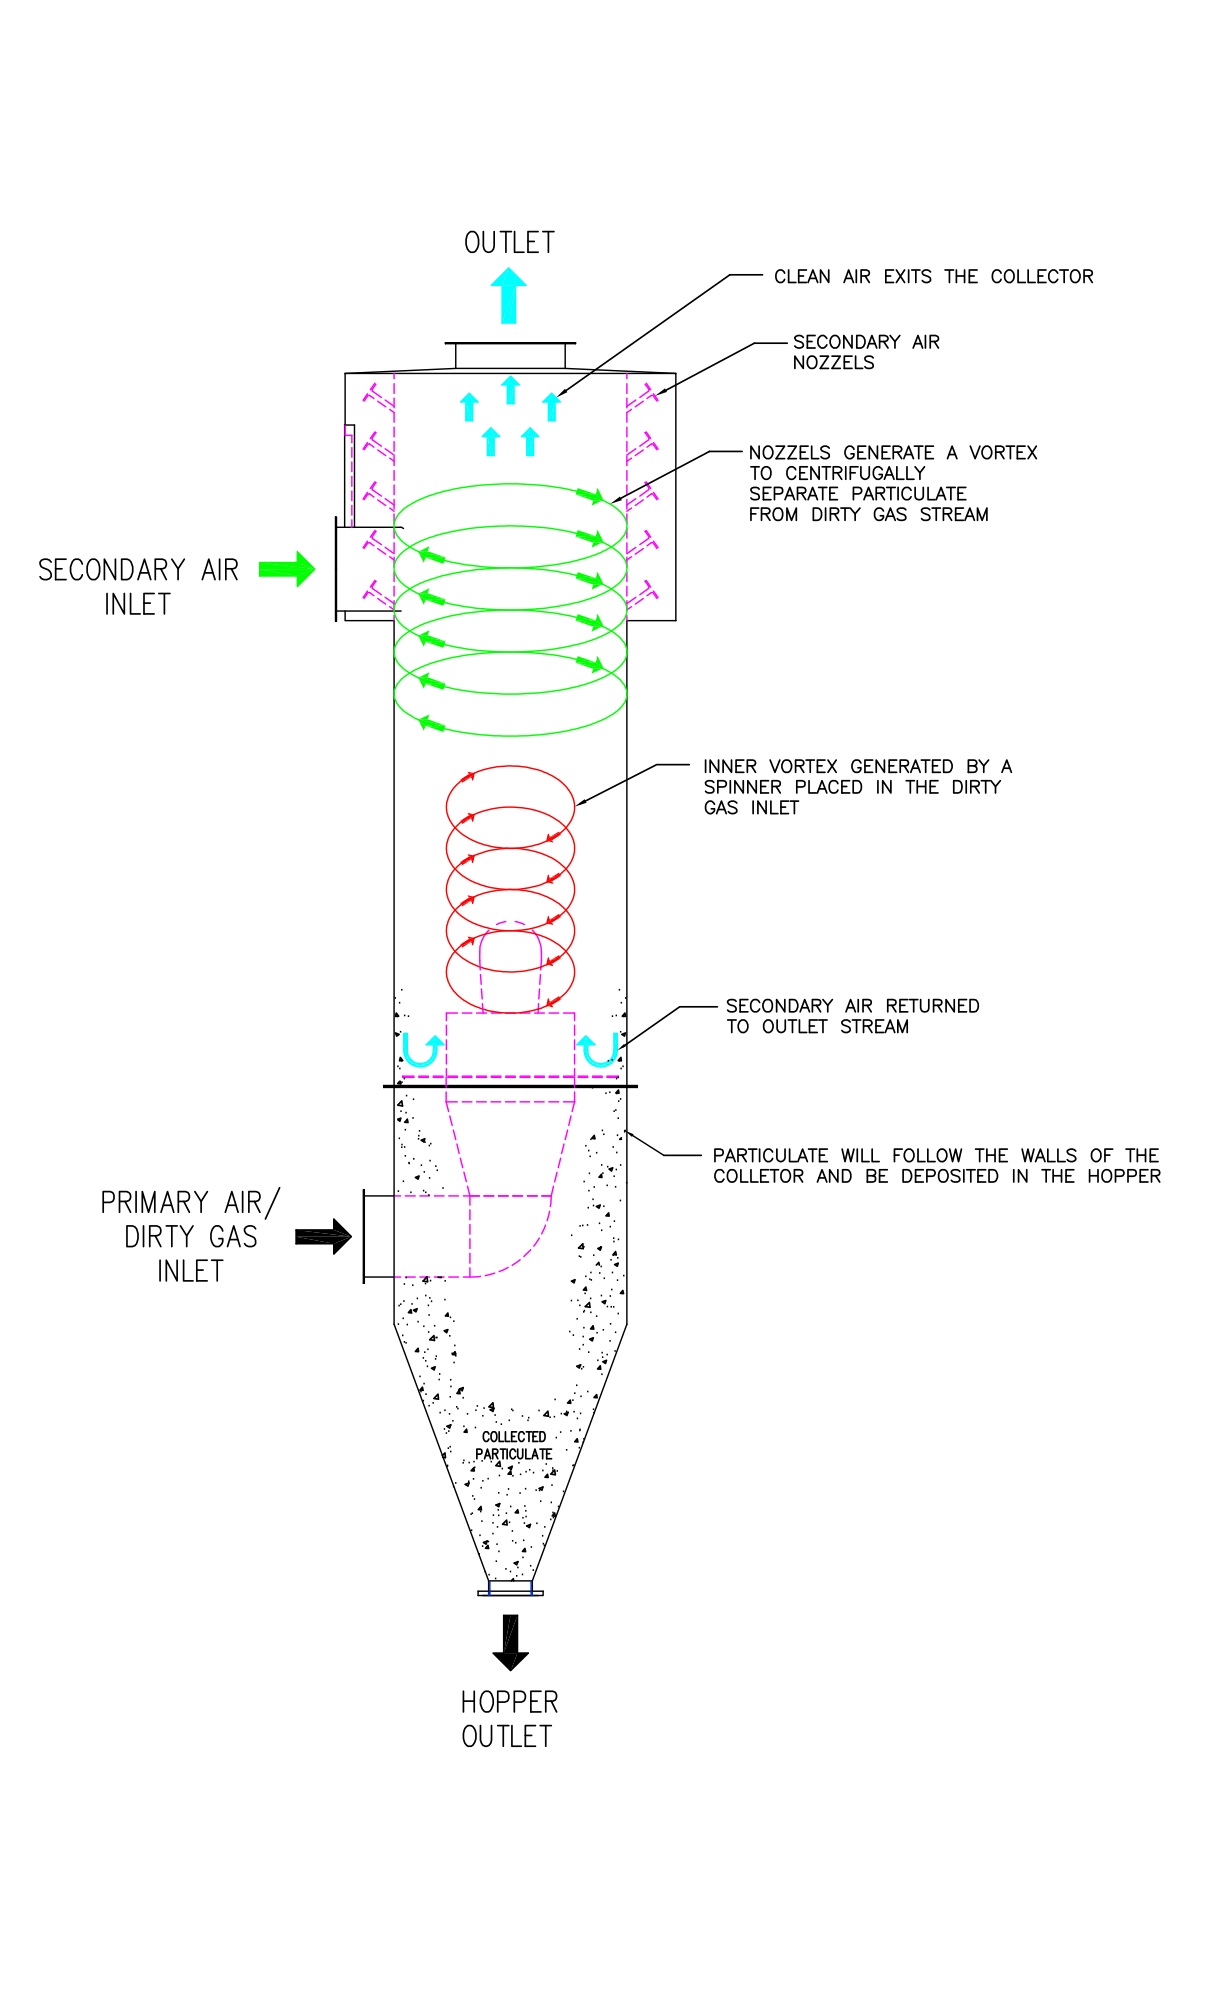 OUTLET
CLEAN AIR EXITS THE COLLECTOR
SECONDARY AIR
NOZZELS
NOZZELS GENERATE A VORTEX
TO CENTRIFUGALLY
SEPARATE PARTICULATE
FROM DIRTY GAS STREAM
SECONDARY AIR
INLET
INNER VORTEX GENERATED BY A
SPINNER PLACED IN THE DIRTY
GAS INLET
SECONDARY AIR RETURNED
TO OUTLET STREAM
PARTICULATE WILL FOLLOW THE WALLS OF THE
COLLETOR AND BE DEPOSITED IN THE HOPPER
PRIMARY AIR/
DIRTY GAS
INLET
COLLECTED
PARTICULATE
HOPPER
OUTLET